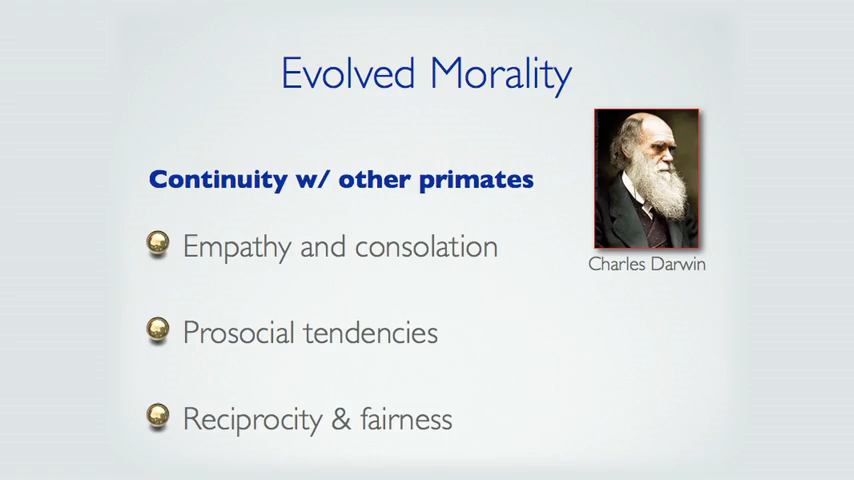 Evolved Morality
Continuity w/ other primates
Empathy and consolation
Prosocial tendencies
Reciprocity & fairness
Charles Darwin